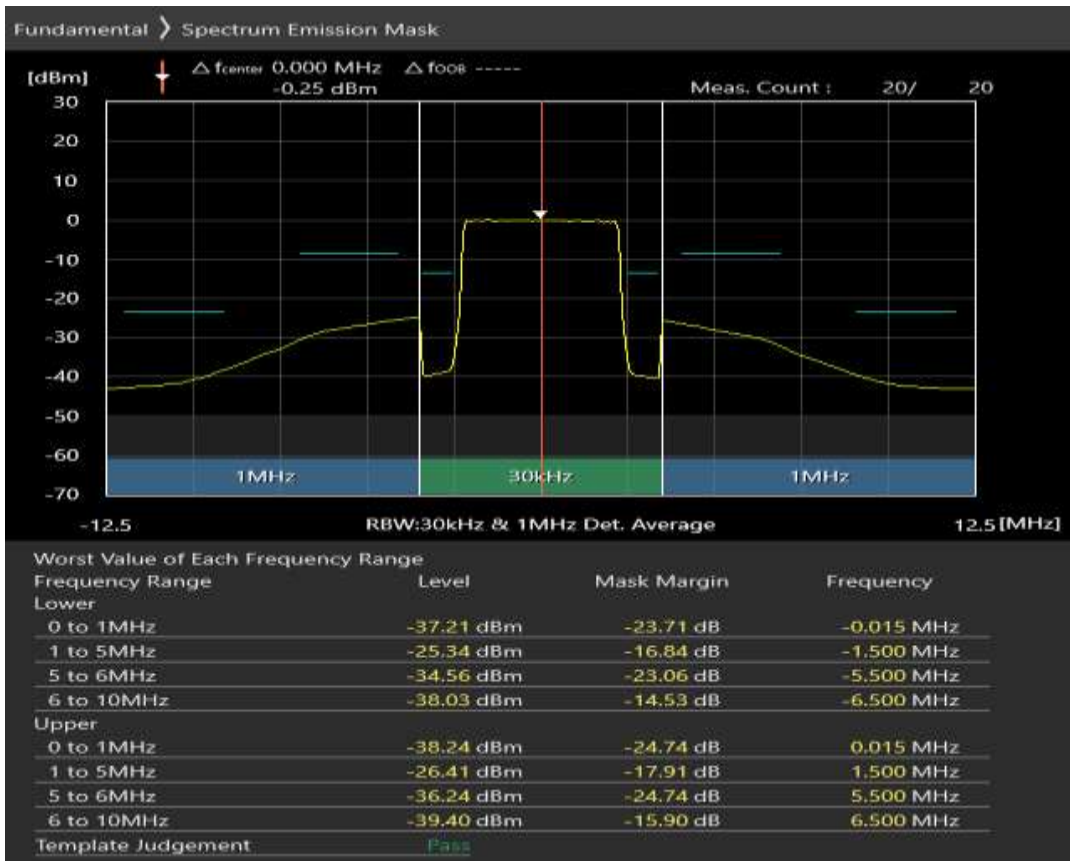 Fundamental ❯ Spectrum Emission Mask
[dBm] △ fcenter 0.000 MHz △ fOOB -----
-0.25 dBm Meas. Count : 20/ 20
30
20
10
0
-10
-20
-30
-40
-50
-60
1MHz 30kHz 1MHz
-70
-12.5 RBW:30kHz & 1MHz Det. Average 12.5 [MHz]
Worst Value of Each Frequency Range
Frequency Range Level Mask Margin Frequency
Lower
0 to 1MHz -37.21 dBm -23.71 dB -0.015 MHz
1 to 5MHz -25.34 dBm -16.84 dB -1.500 MHz
5 to 6MHz -34.56 dBm -23.06 dB -5.500 MHz
6 to 10MHz -38.03 dBm -14.53 dB -6.500 MHz
Upper
0 to 1MHz -38.24 dBm -24.74 dB 0.015 MHz
1 to 5MHz -26.41 dBm -17.91 dB 1.500 MHz
5 to 6MHz -36.24 dBm -24.74 dB 5.500 MHz
6 to 10MHz -39.40 dBm -15.90 dB 6.500 MHz
Template Judgement Pass